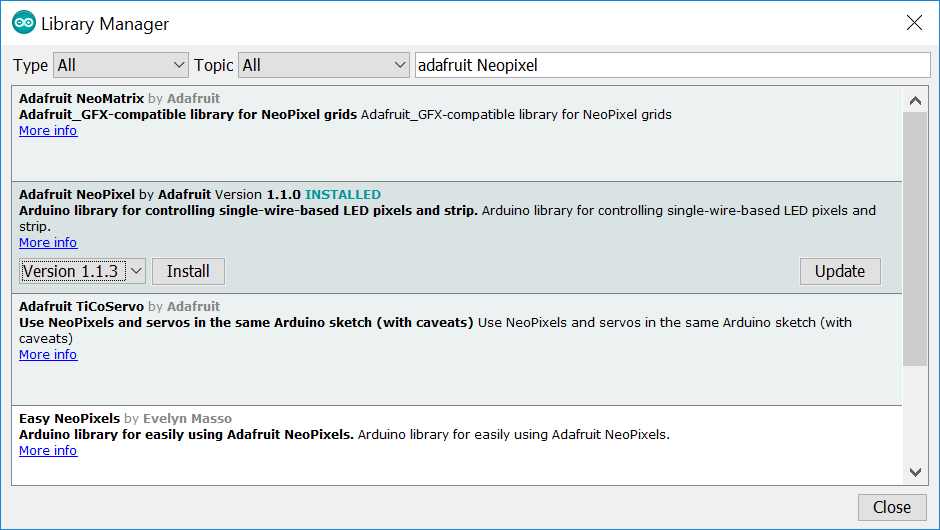 Library Manager
Type All Topic All adafruit Neopixel
Adafruit NeoMatrix by Adafruit
Adafruit_GFX-compatible library for NeoPixel grids Adafruit_GFX-compatible library for NeoPixel grids
More info
Adafruit NeoPixel by Adafruit Version 1.1.0 INSTALLED
Arduino library for controlling single-wire-based LED pixels and strip. Arduino library for controlling single-wire-based LED pixels and
strip.
More info
Version 1.1.3 Install Update
Adafruit TiCoServo by Adafruit
Use NeoPixels and servos in the same Arduino sketch (with caveats) Use NeoPixels and servos in the same Arduino sketch (with
caveats)
More info
Easy NeoPixels by Evelyn Masso
Arduino library for easily using Adafruit NeoPixels. Arduino library for easily using Adafruit NeoPixels.
More info
Close